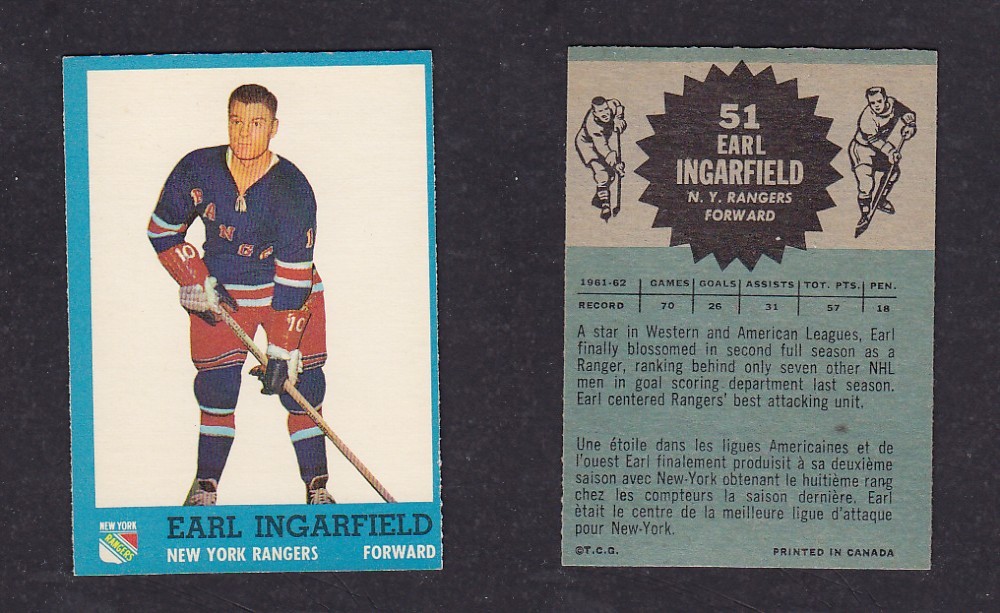 RANGE
1
10
10
NEW YORK
RANGERS
EARL INGARFIELD
NEW YORK RANGERS FORWARD
51
EARL
INGARFIELD
N. Y. RANGERS
FORWARD
1961-62 GAMES GOALS ASSISTS TOT. PTS. PEN.
RECORD 70 26 31 57 18
A star in Western and American Leagues, Earl
finally blossomed in second full season as a
Ranger, ranking behind only seven other NHL
men in goal scoring department last season.
Earl centered Rangers' best attacking unit.
Une étoile dans les ligues Americaines et de
l'ouest Earl finalement produisit à sa deuxième
saison avec New-York obtenant le huitième rang
chez les compteurs la saison dernière. Earl
ètait le centre de la meilleure ligue d'attaque
pour New-York.
©T.C.G. PRINTED IN CANADA